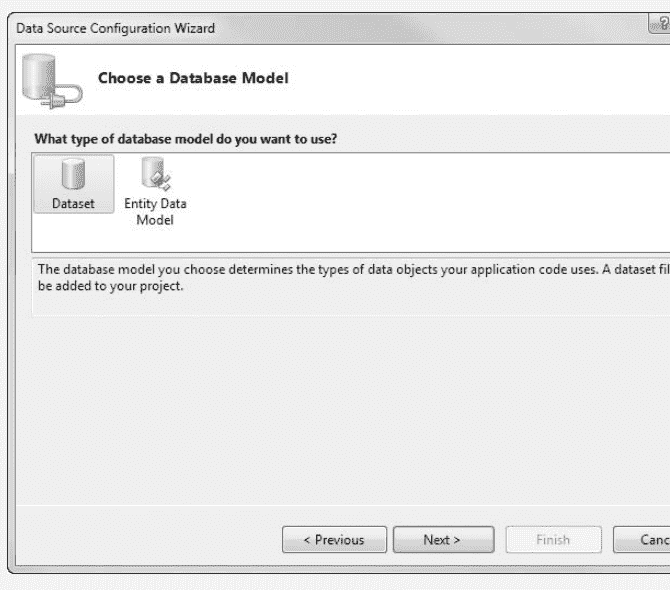 Data Source Configuration Wizard
Choose a Database Model
What type of database model do you want to use?
Dataset
Entity Data
Model
The database model you choose determines the types of data objects your application code uses. A dataset fil
be added to your project.
< Previous
Next >
Finish
Canc